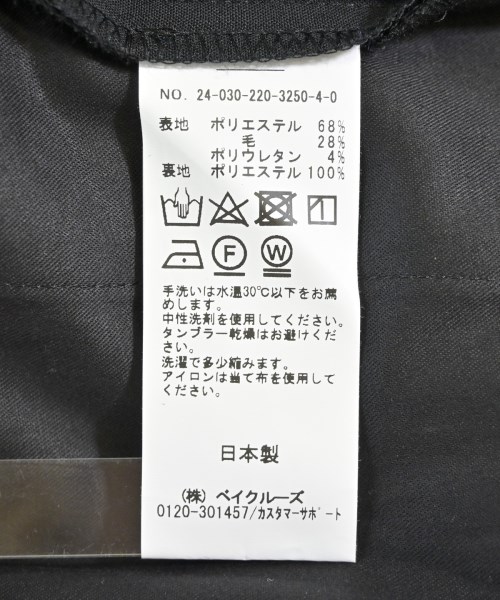 NO. 24-030-220-3250-4-0
表地 ポリエステル 68%
毛 28%
ポリウレタン 4%
裏地 ポリエステル 100%
F W
手洗いは水温30℃以下をお薦
めします。
中性洗剤を使用してください。
タンブラー乾燥はお避けくださ
い。
洗濯で多少縮みます。
アイロンは当て布を使用して
ください。
日本製
(株) ベイクルーズ
0120-301457/カスタマーサポート